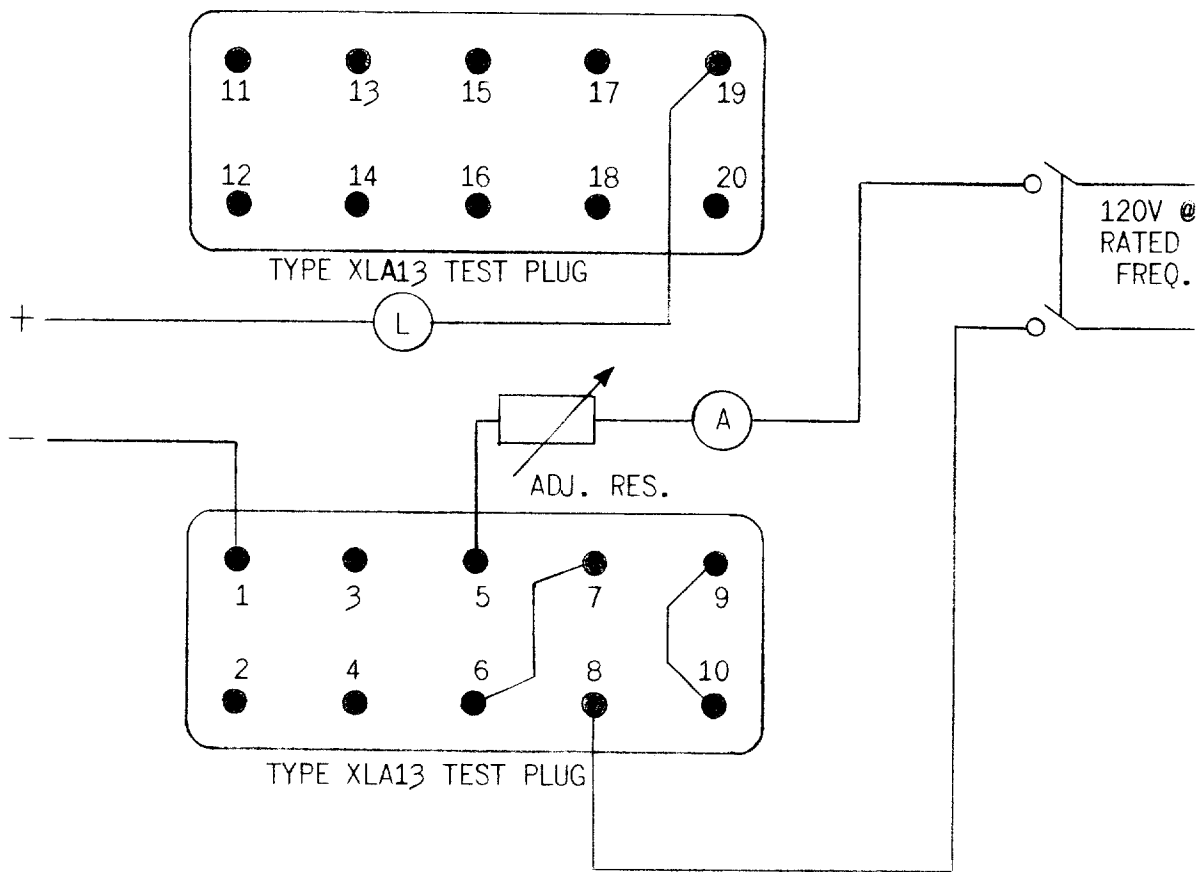 11 13 15 17 19
12 14 16 18 20
TYPE XLA13 TEST PLUG
120V @
RATED
FREQ.
+
L
A
–
ADJ. RES.
1 3 5 7 9
2 4 6 8 10
TYPE XLA13 TEST PLUG